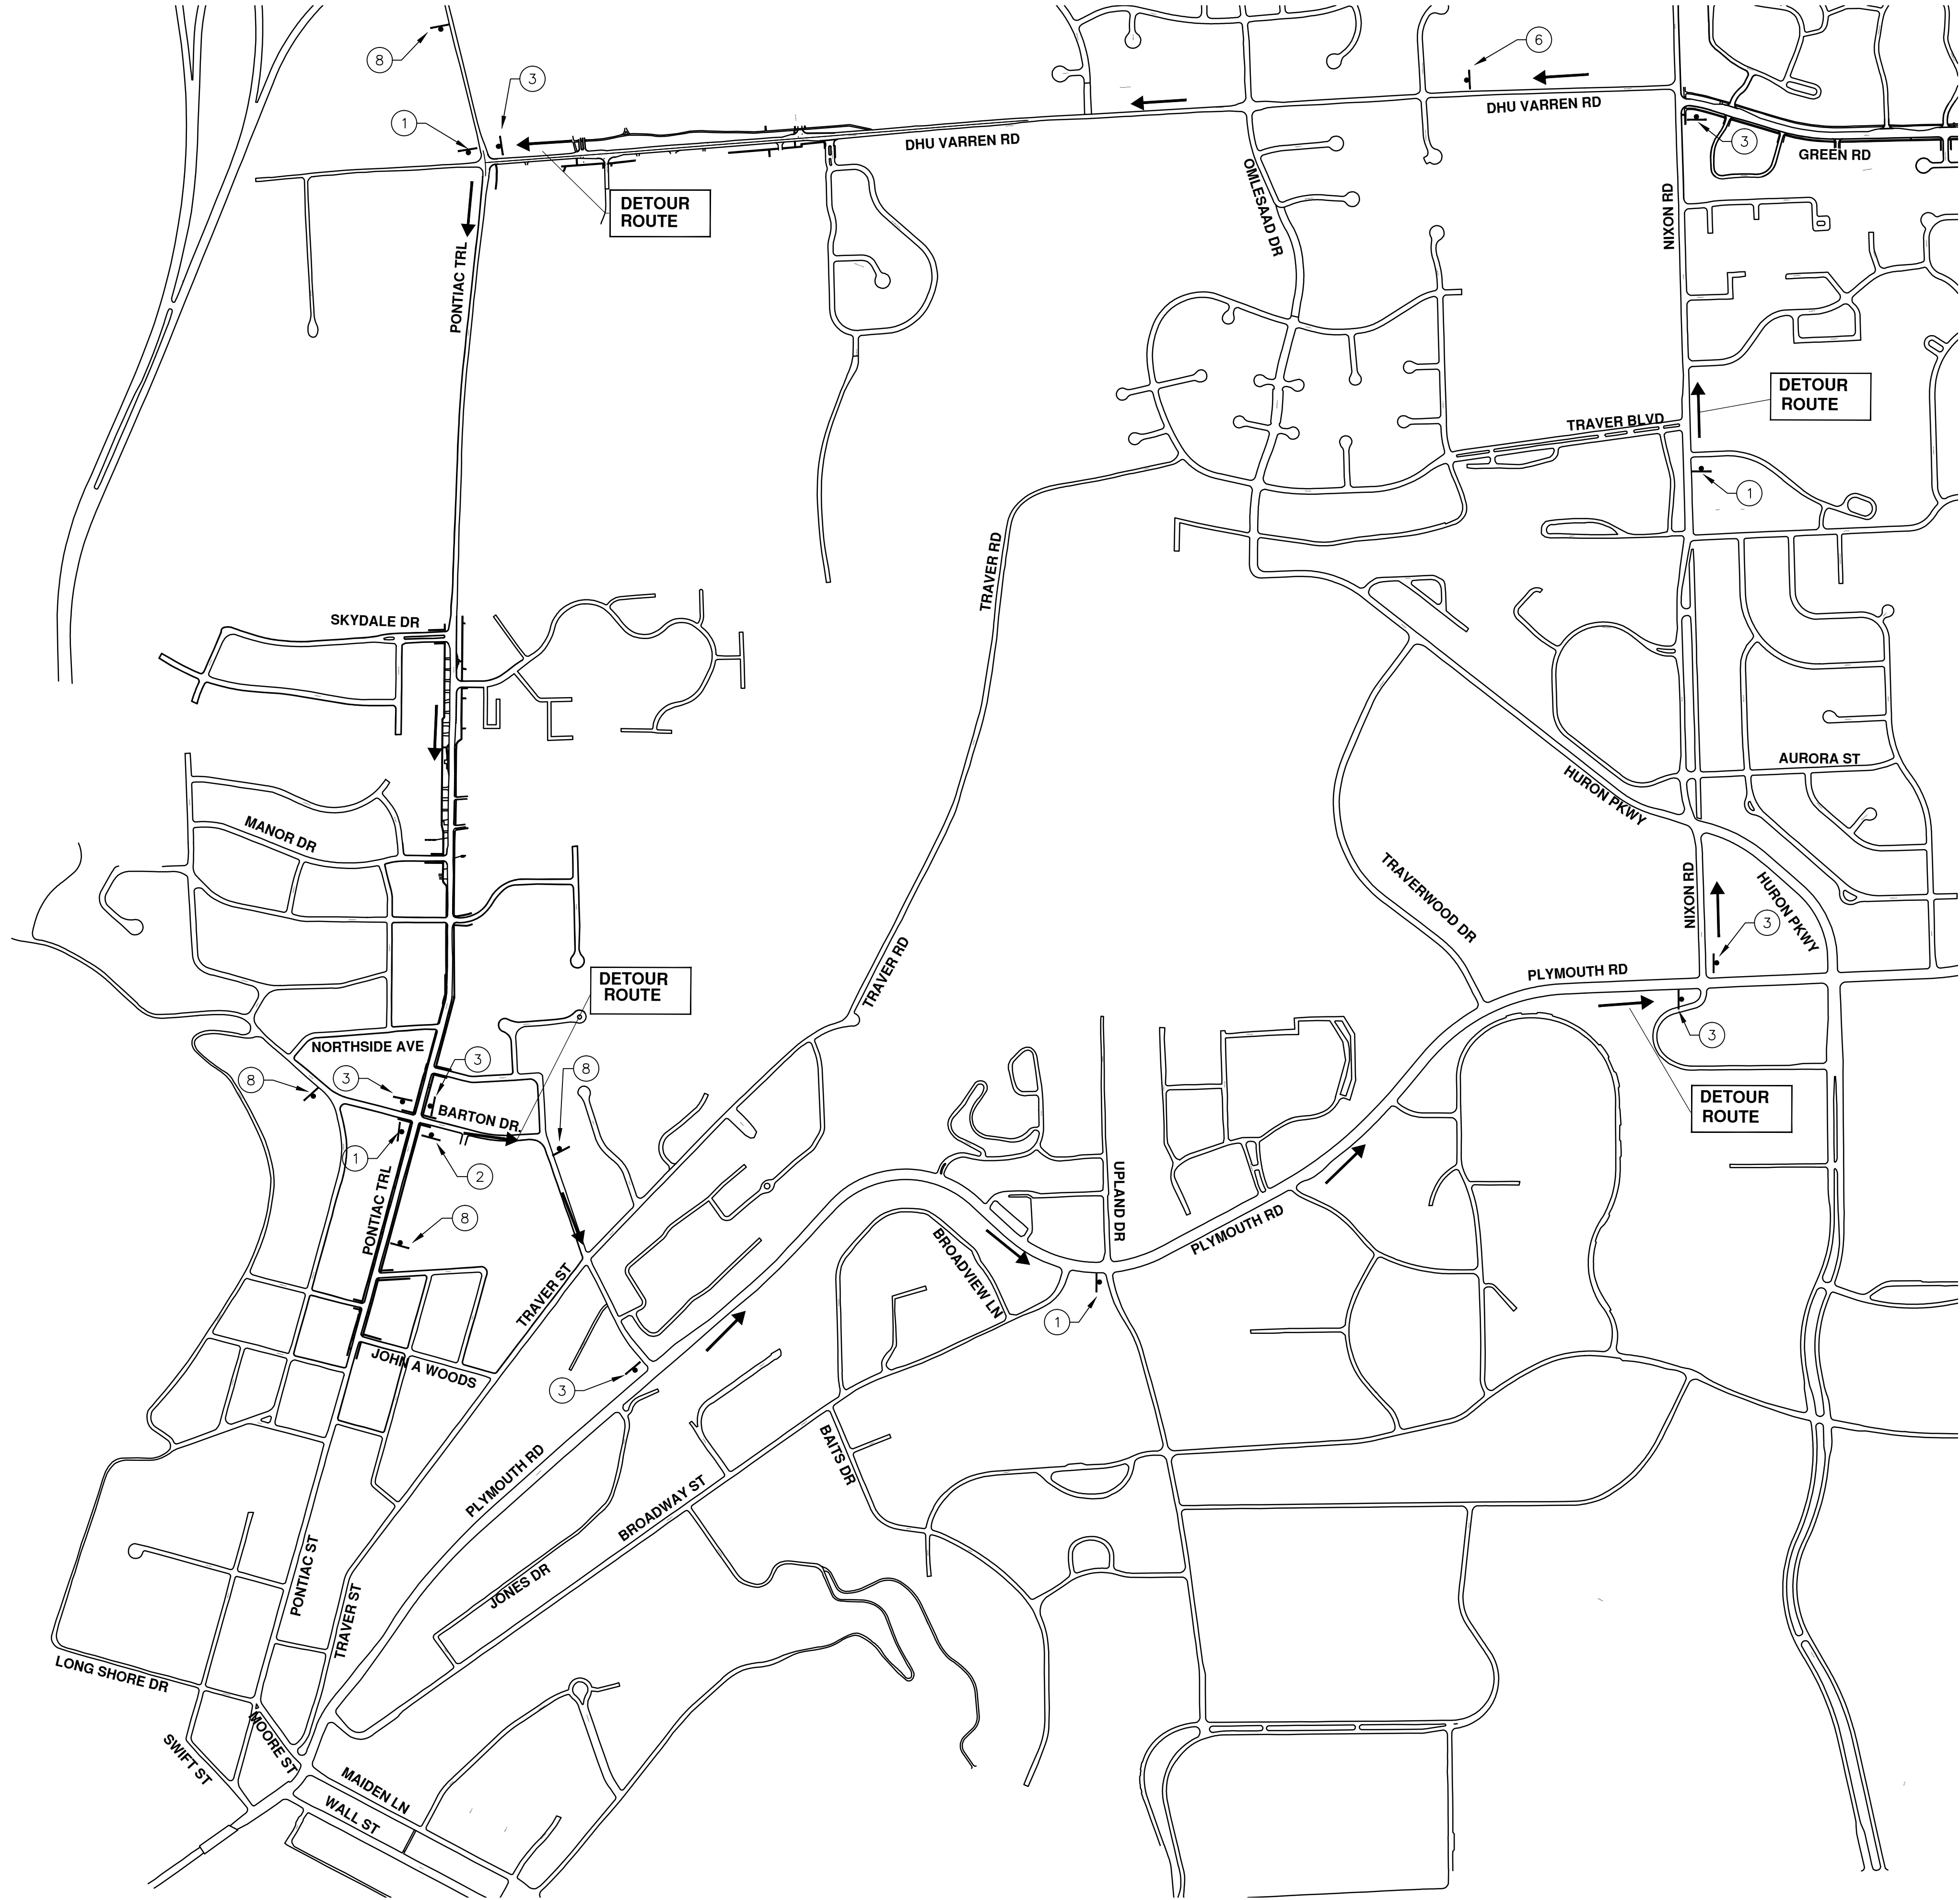 8
6
3
DHU VARREN RD
1
DHU VARREN RD
3
GREEN RD
OMLESAAD DR
NIXON RD
DETOUR
ROUTE
PONTIAC TRL
DETOUR
ROUTE
TRAVER BLVD
1
TRAVER RD
SKYDALE DR
AURORA ST
HURON PKWY
MANOR DR
TRAVERWOOD DR
NIXON RD
HURON PKWY
3
TRAVER RD
PLYMOUTH RD
DETOUR
ROUTE
3
NORTHSIDE AVE
3
8
3
8
BARTON DR.
DETOUR
ROUTE
1
2
PONTIAC TRL
8
UPLAND DR
PLYMOUTH RD
BROADVIEW LN
TRAVER ST
1
JOHN A WOODS
3
BAITS DR
PLYMOUTH RD
BROADWAY ST
PONTIAC ST
JONES DR
TRAVER ST
LONG SHORE DR
MOORE ST
SWIFT ST
MAIDEN LN
WALL ST